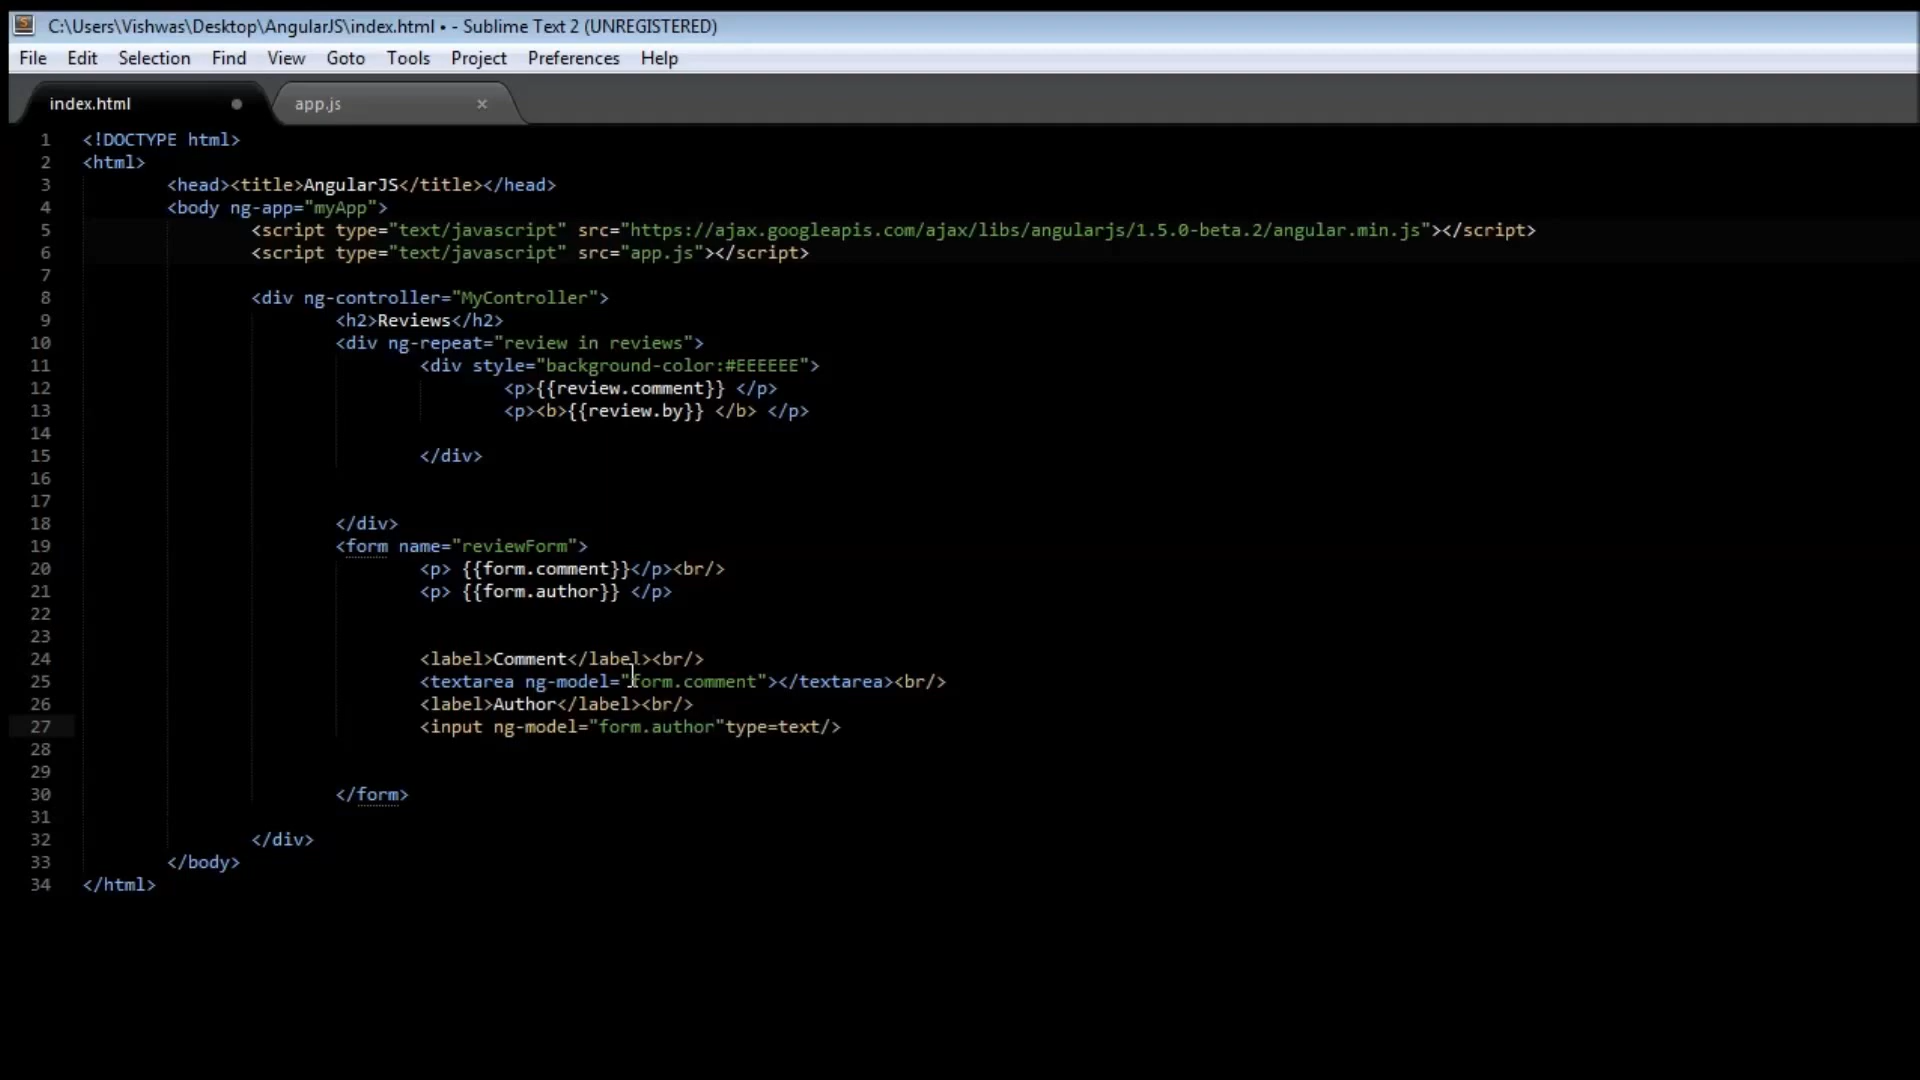 C:\Users\Vishwas\Desktop\AngularJS\index.html • - Sublime Text 2 (UNREGISTERED)
File Edit Selection Find View Goto Tools Project Preferences Help
index.html app.js
1 <!DOCTYPE html>
2 <html>
3 <head><title>AngularJS</title></head>
4 <body ng-app="myApp">
5 <script type="text/javascript" src="https://ajax.googleapis.com/ajax/libs/angularjs/1.5.0-beta.2/angular.min.js"></script>
6 <script type="text/javascript" src="app.js"></script>
7
8 <div ng-controller="MyController">
9 <h2>Reviews</h2>
10 <div ng-repeat="review in reviews">
11 <div style="background-color:#EEEEEE">
12 <p>{{review.comment}} </p>
13 <p><b>{{review.by}} </b> </p>
14
15 </div>
16
17
18 </div>
19 <form name="reviewForm">
20 <p> {{form.comment}}</p><br/>
21 <p> {{form.author}} </p>
22
23
24 <label>Comment</label><br/>
25 <textarea ng-model="form.comment"></textarea><br/>
26 <label>Author</label><br/>
27 <input ng-model="form.author"type=text/>
28
29
30 </form>
31
32 </div>
33 </body>
34 </html>